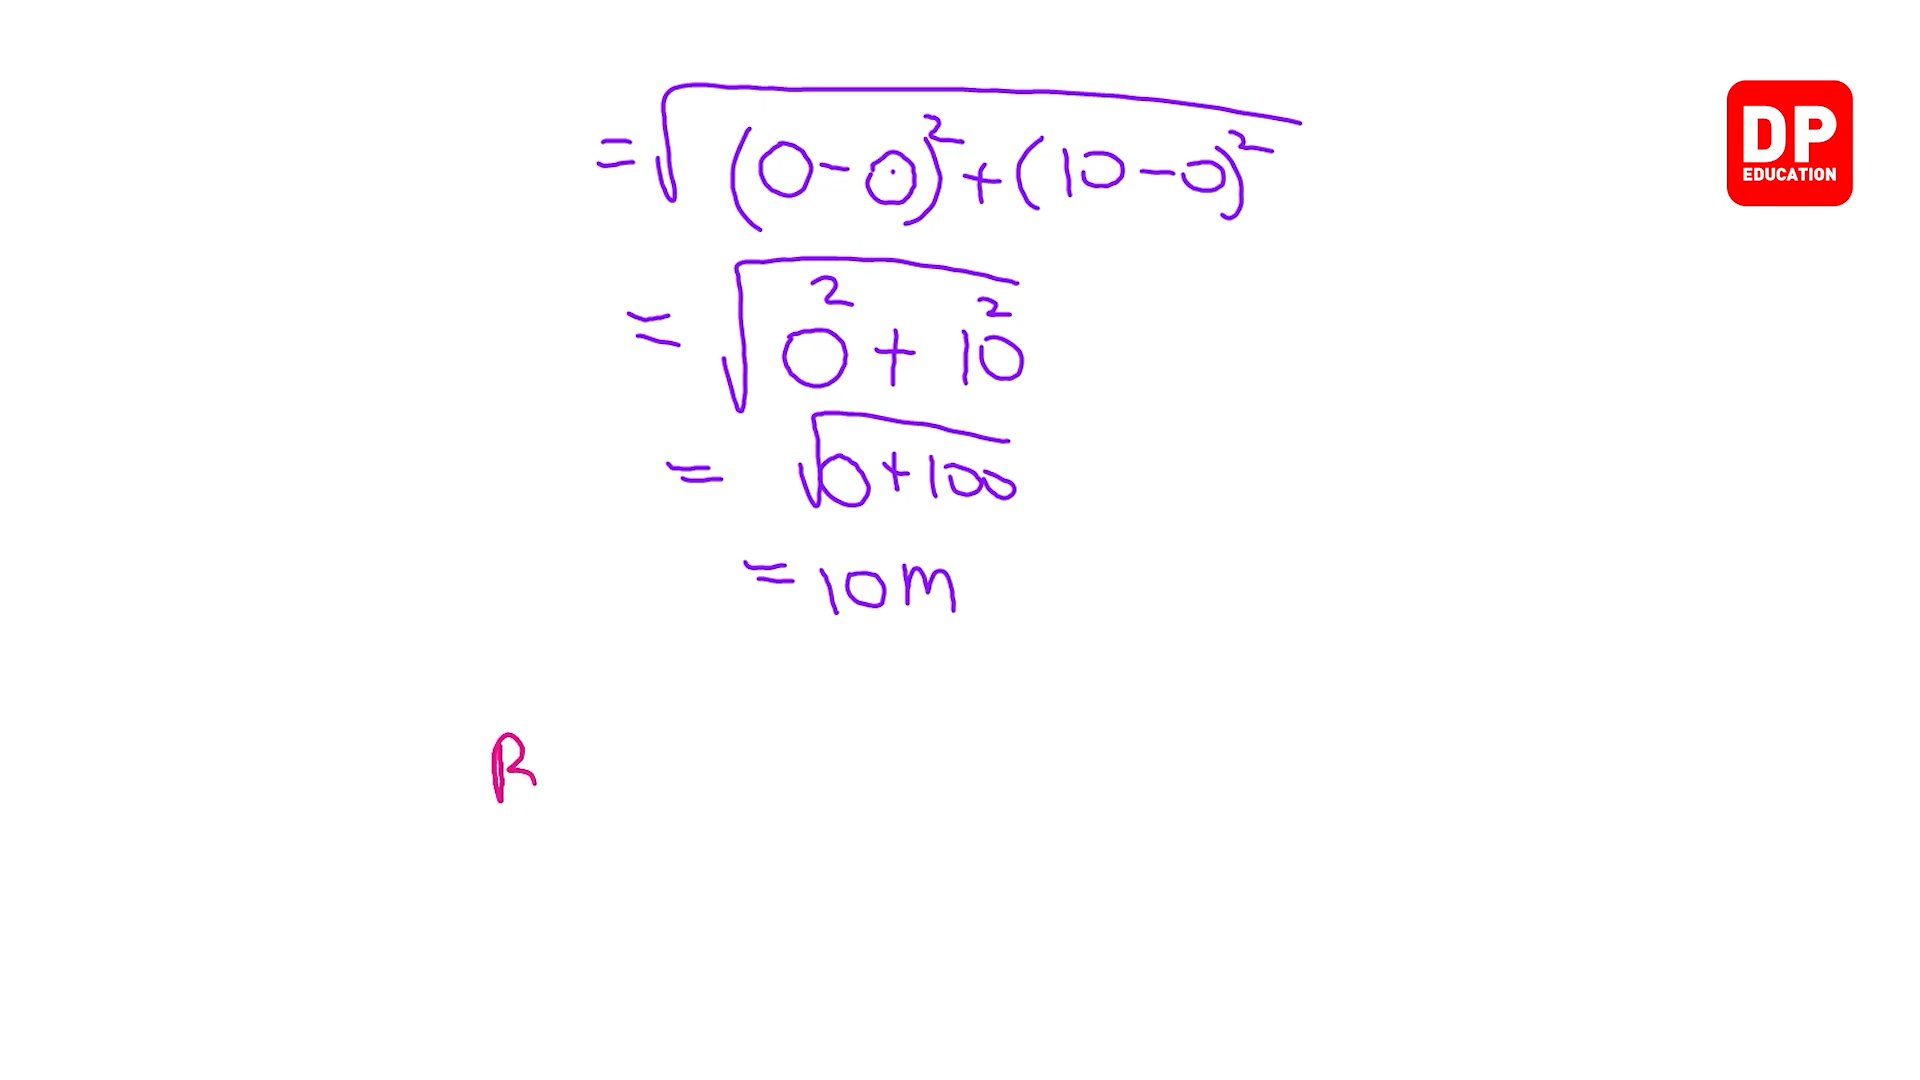 = √(0-0)²+(10-0)²
= √0²+10²
= √0+100
= 10m
R
DP
EDUCATION